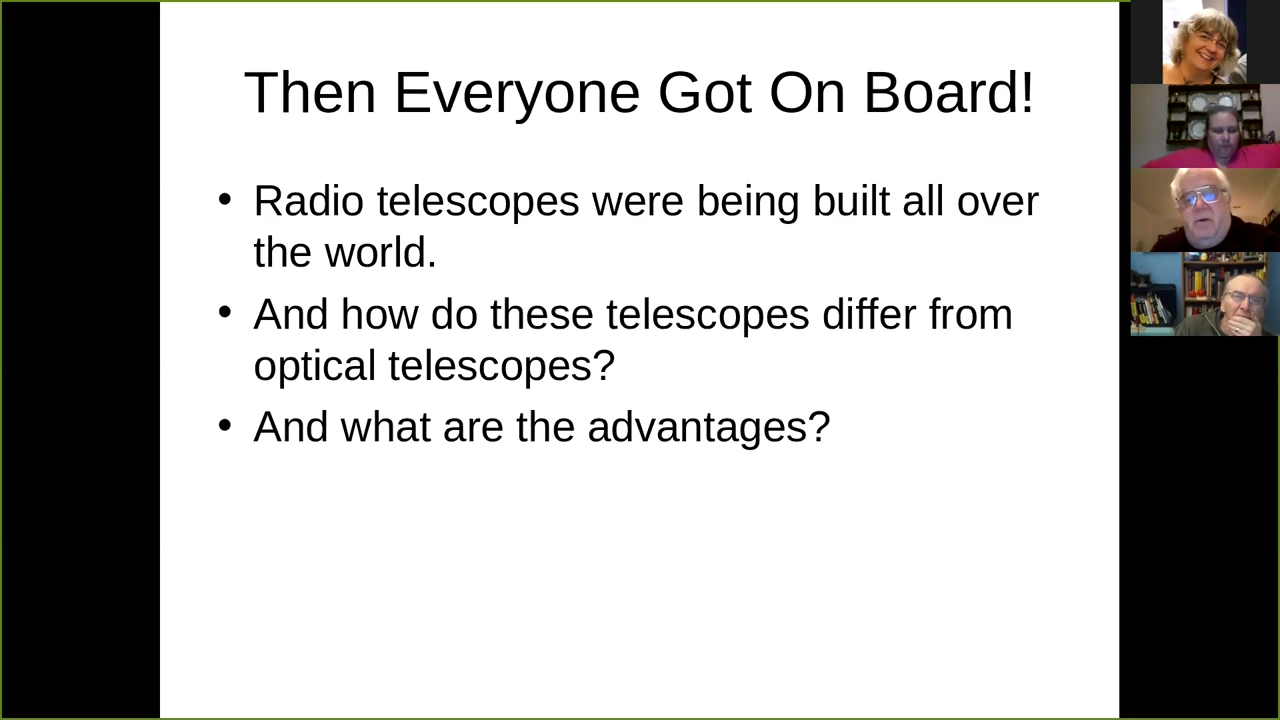 Then Everyone Got On Board!
• Radio telescopes were being built all over
the world.
• And how do these telescopes differ from
optical telescopes?
• And what are the advantages?